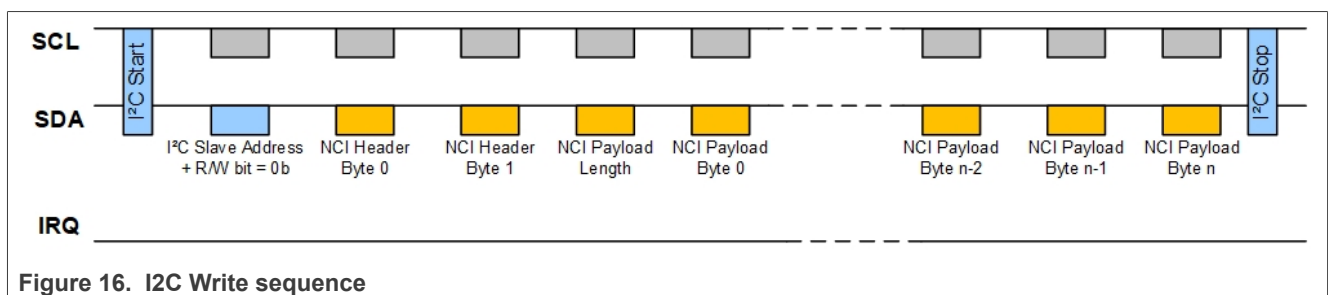 SCL
I²C Start
I²C Stop
SDA
I²C Slave Address
+ R/W bit = 0b
NCI Header
Byte 0
NCI Header
Byte 1
NCI Payload
Length
NCI Payload
Byte 0
NCI Payload
Byte n-2
NCI Payload
Byte n-1
NCI Payload
Byte n
IRQ
Figure 16. I2C Write sequence